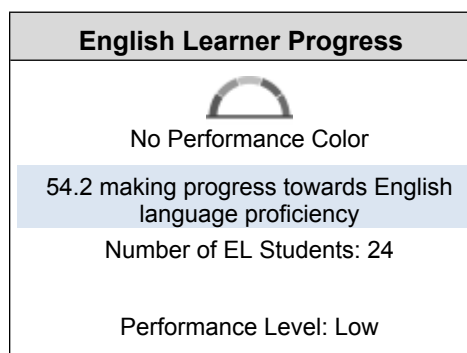 English Learner Progress
No Performance Color
54.2 making progress towards English
language proficiency
Number of EL Students: 24
Performance Level: Low